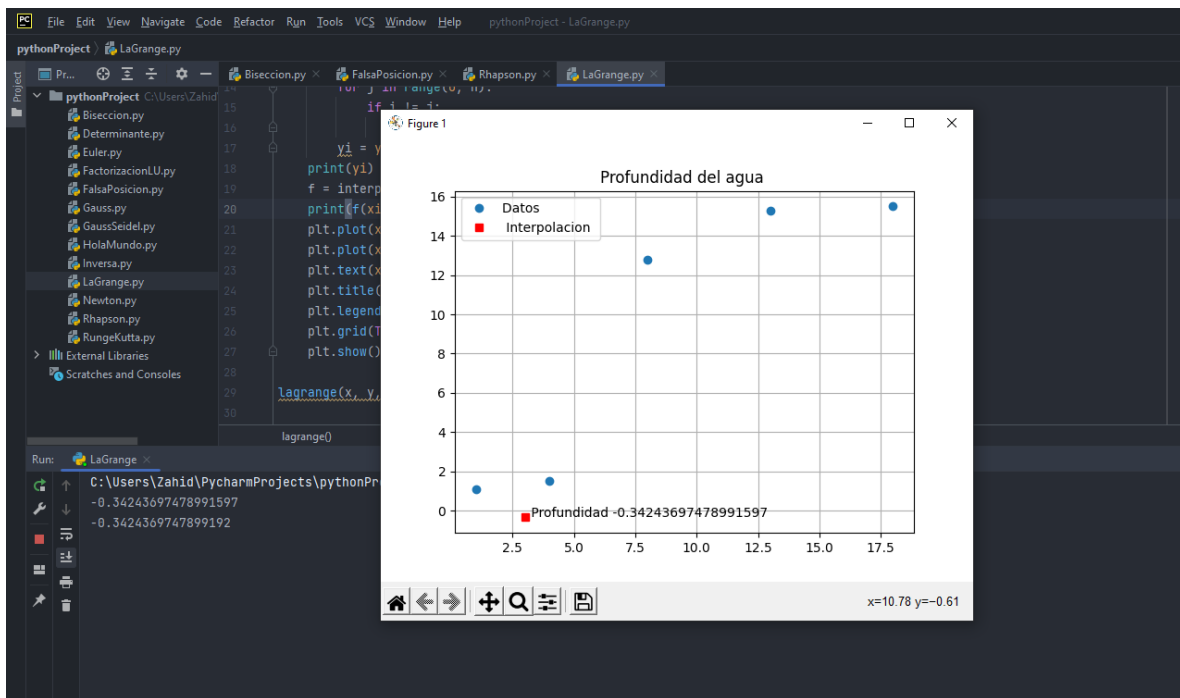 PC File Edit View Navigate Code Refactor Run Tools VCS Window Help pythonProject - LaGrange.py
pythonProject LaGrange.py
Project
Pr...
Biseccion.py
FalsaPosicion.py
Rhapson.py
LaGrange.py
pythonProject C:\Users\Zahid
Biseccion.py
Determinante.py
Euler.py
FactorizacionLU.py
FalsaPosicion.py
Gauss.py
GaussSeidel.py
HolaMundo.py
Inversa.py
LaGrange.py
Newton.py
Rhapson.py
RungeKutta.py
External Libraries
Scratches and Consoles
14 for j in range(0, n):
15 if i != j:
16
17 yi = y
18 print(yi)
19 f = interp
20 print(f(xi
21 plt.plot(x
22 plt.plot(x
23 plt.text(x
24 plt.title(
25 plt.legend
26 plt.grid(T
27 plt.show()
28
29 lagrange(x, y,
30
lagrange()
Figure 1
Profundidad del agua
Datos
Interpolacion
16
14
12
10
8
6
4
2
0
Profundidad -0.34243697478991597
2.5 5.0 7.5 10.0 12.5 15.0 17.5
x=10.78 y=−0.61
Run: LaGrange
C:\Users\Zahid\PycharmProjects\pythonPr
-0.34243697478991597
-0.3424369747899192